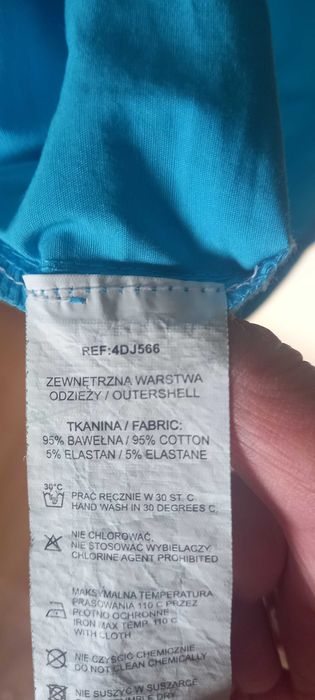 REF:4DJ566
ZEWNĘTRZNA WARSTWA
ODZIEŻY / OUTERSHELL
TKANINA / FABRIC:
95% BAWEŁNA / 95% COTTON
5% ELASTAN / 5% ELASTANE
30°C
PRAĆ RĘCZNIE W 30 ST. C
HAND WASH IN 30 DEGREES C.
NIE CHLOROWAĆ,
NIE STOSOWAĆ WYBIELACZY
CHLORINE AGENT PROHIBITED
MAKSYMALNA TEMPERATURA
PRASOWANIA 110 C PRZEZ
PŁÓTNO OCHRONNE
IRON MAX TEMP. 110 C
WITH CLOTH
NIE CZYŚCIĆ CHEMICZNIE
DO NOT CLEAN CHEMICALLY
NIE SUSZYĆ W SUSZARCE